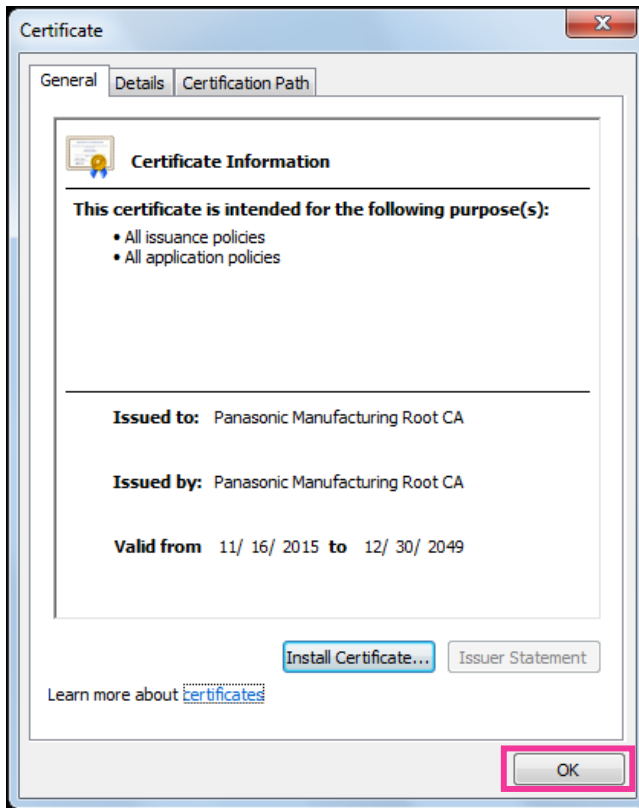 Certificate
General Details Certification Path
Certificate Information
This certificate is intended for the following purpose(s):
• All issuance policies
• All application policies
Issued to: Panasonic Manufacturing Root CA
Issued by: Panasonic Manufacturing Root CA
Valid from 11/ 16/ 2015 to 12/ 30/ 2049
Install Certificate... Issuer Statement
Learn more about certificates
OK